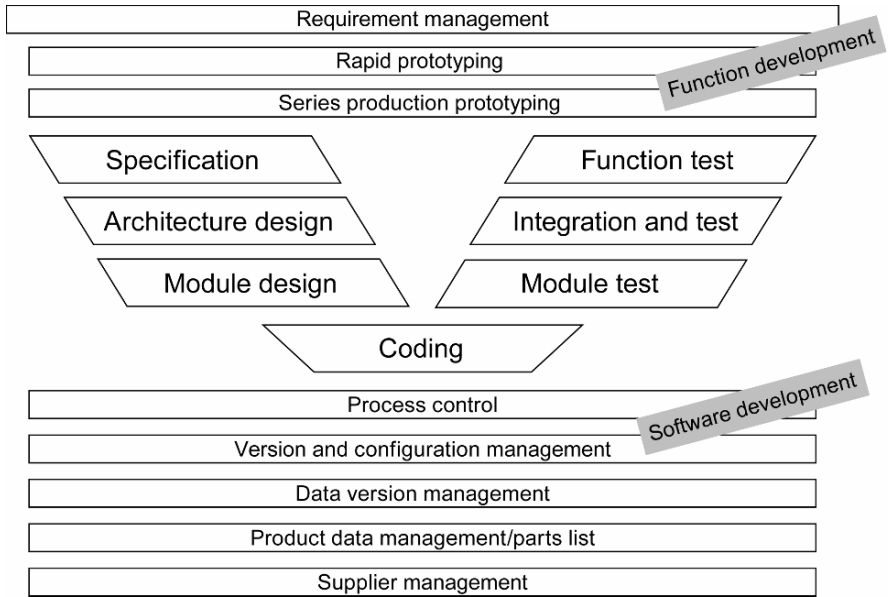 Requirement management
Rapid prototyping
Function development
Series production prototyping
Specification
Function test
Architecture design
Integration and test
Module design
Module test
Coding
Process control
Software development
Version and configuration management
Data version management
Product data management/parts list
Supplier management